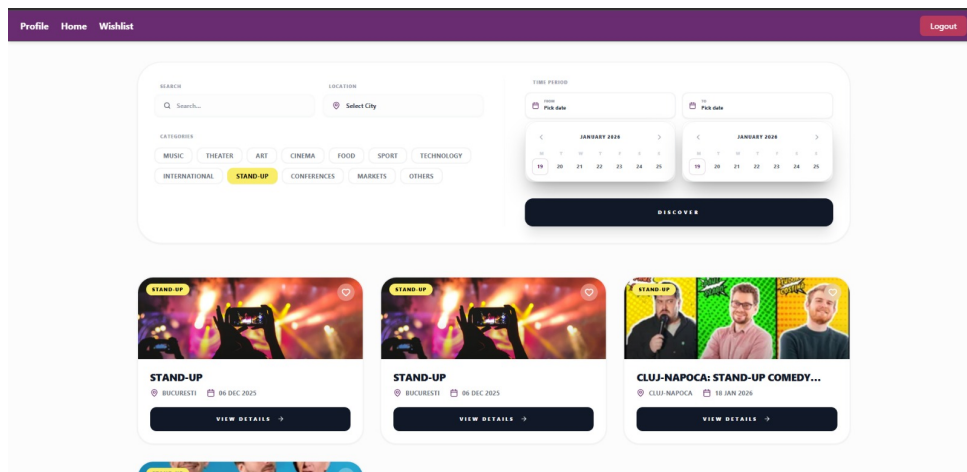 Profile Home Wishlist
Logout
SEARCH
Search...
LOCATION
Select City
CATEGORIES
MUSIC THEATER ART CINEMA FOOD SPORT TECHNOLOGY
INTERNATIONAL STAND-UP CONFERENCES MARKETS OTHERS
TIME PERIOD
FROM
Pick date
TO
Pick date
JANUARY 2026
M T W T F S S
19 20 21 22 23 24 25
JANUARY 2026
M T W T F S S
19 20 21 22 23 24 25
DISCOVER
STAND-UP
STAND-UP
BUCURESTI 06 DEC 2025
VIEW DETAILS →
STAND-UP
STAND-UP
BUCURESTI 06 DEC 2025
VIEW DETAILS →
STAND-UP
CLUJ-NAPOCA: STAND-UP COMEDY...
CLUJ-NAPOCA 18 JAN 2026
VIEW DETAILS →
STAND-UP